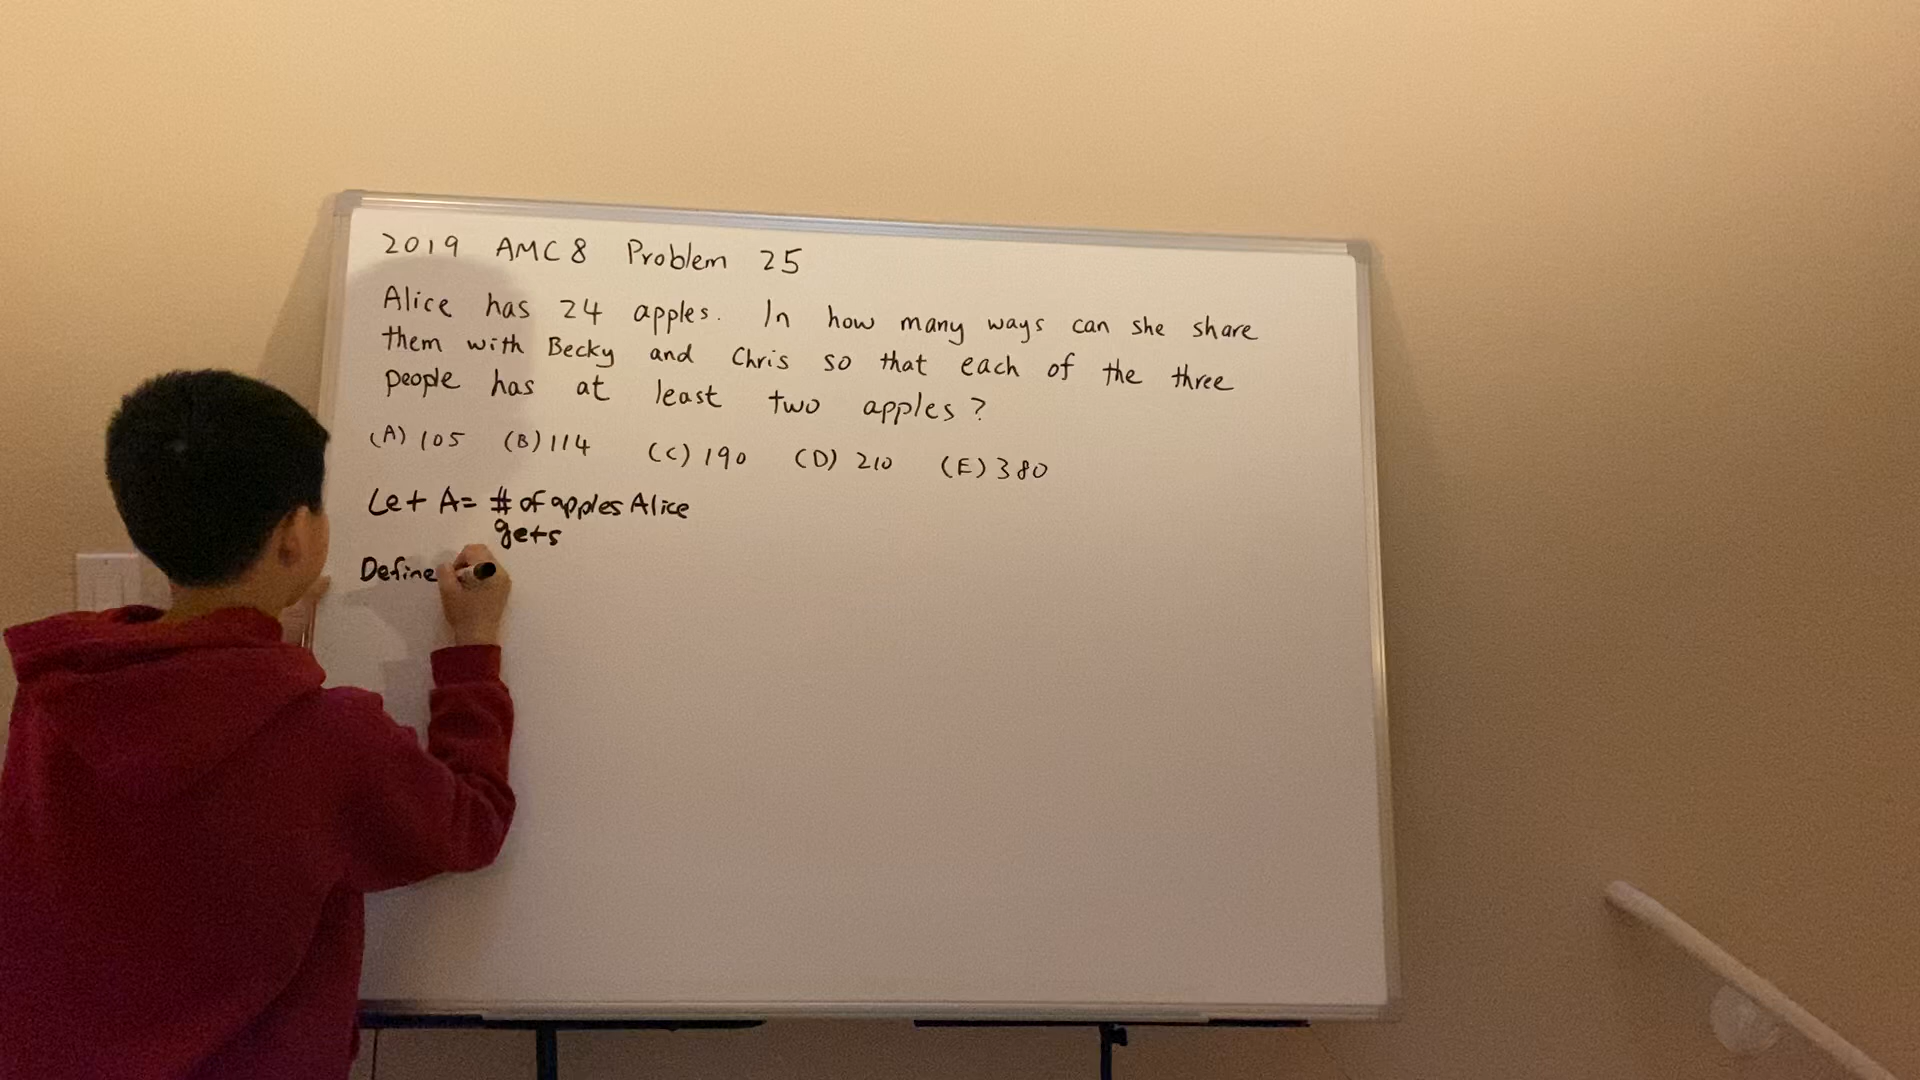 2019 AMC 8 Problem 25
Alice has 24 apples. In how many ways can she share
them with Becky and Chris so that each of the three
people has at least two apples?
(A) 105 (B) 114 (C) 190 (D) 210 (E) 380
Let A= # of apples Alice
gets
Define